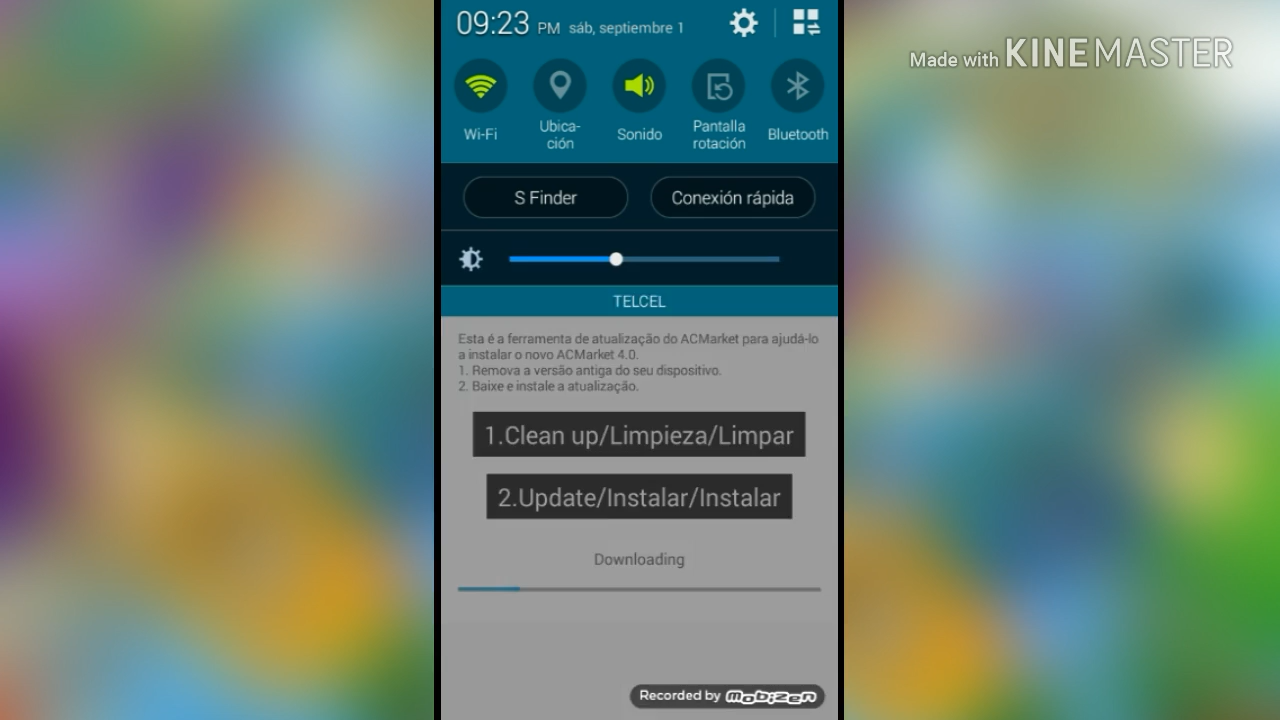 09:23 PM sáb, septiembre 1
Made with KINEMASTER
Wi-Fi
Ubica-
ción
Sonido
Pantalla
rotación
Bluetooth
S Finder
Conexión rápida
TELCEL
Esta é a ferramenta de atualização do ACMarket para ajudá-lo
a instalar o novo ACMarket 4.0.
1. Remova a versão antiga do seu dispositivo.
2. Baixe e instale a atualização.
1.Clean up/Limpieza/Limpar
2.Update/Instalar/Instalar
Downloading
Recorded by mobizen